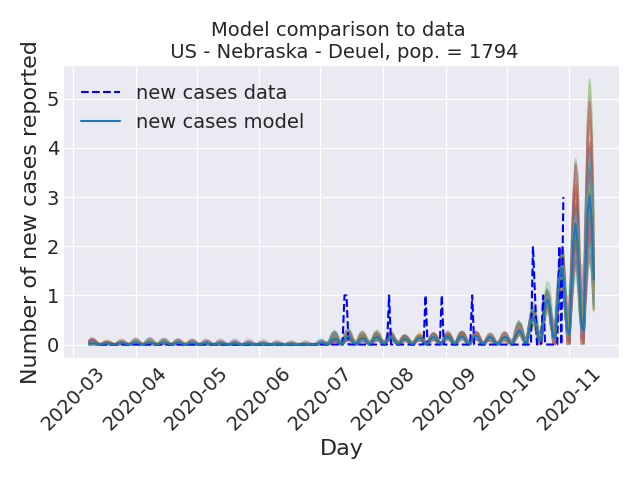 Model comparison to data
US - Nebraska - Deuel, pop. = 1794
new cases data
new cases model
Number of new cases reported
5
4
3
2
1
0
2020-03
2020-04
2020-05
2020-06
2020-07
2020-08
2020-09
2020-10
2020-11
Day